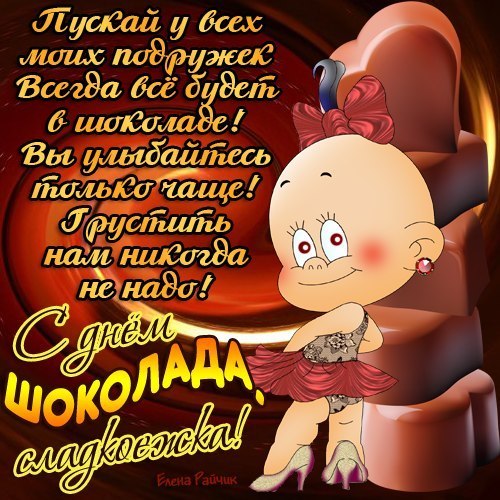 Пускай у всех
моих подружек
Всегда всё будет
в шоколаде!
Вы улыбайтесь
только чаще!
Грустить
нам никогда
не надо!
С днём
ШОКОЛАДА,
сладкоежка!
Елена Райчик